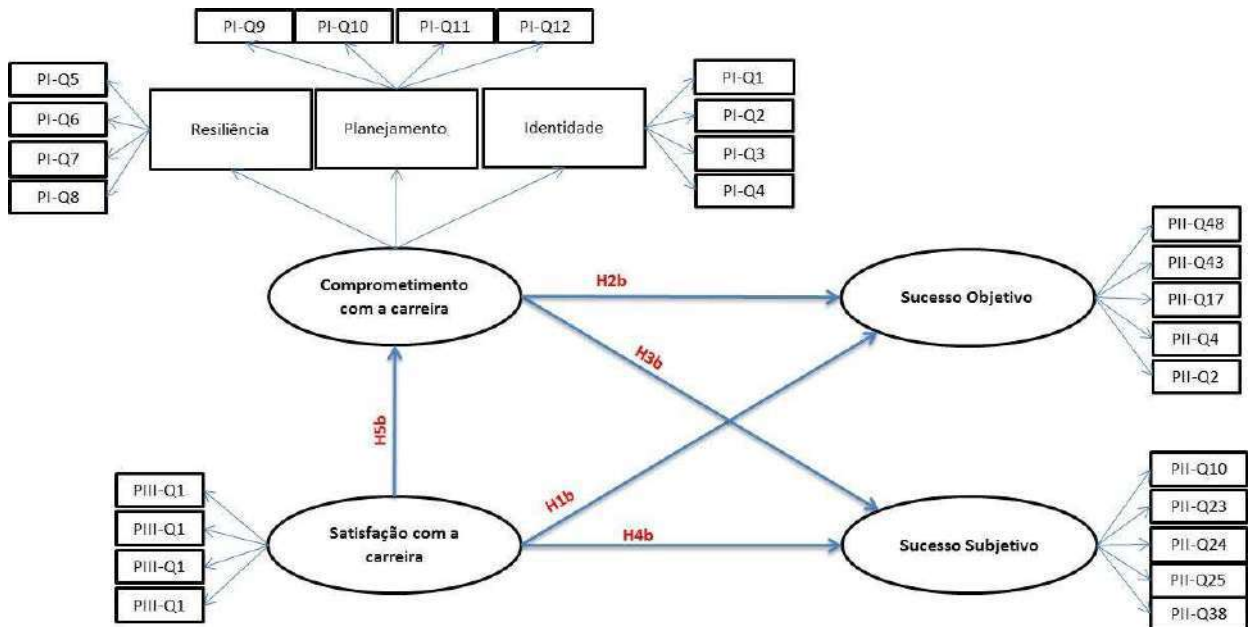 PI-Q9
PI-Q10
PI-Q11
PI-Q12
PI-Q5
PI-Q6
PI-Q7
PI-Q8
Resiliência
Planejamento
Identidade
PI-Q1
PI-Q2
PI-Q3
PI-Q4
Comprometimento
com a carreira
H2b
Sucesso Objetivo
PII-Q48
PII-Q43
PII-Q17
PII-Q4
PII-Q2
H3b
H5b
H1b
PIII-Q1
PIII-Q1
PIII-Q1
PIII-Q1
Satisfação com a
carreira
H4b
Sucesso Subjetivo
PII-Q10
PII-Q23
PII-Q24
PII-Q25
PII-Q38